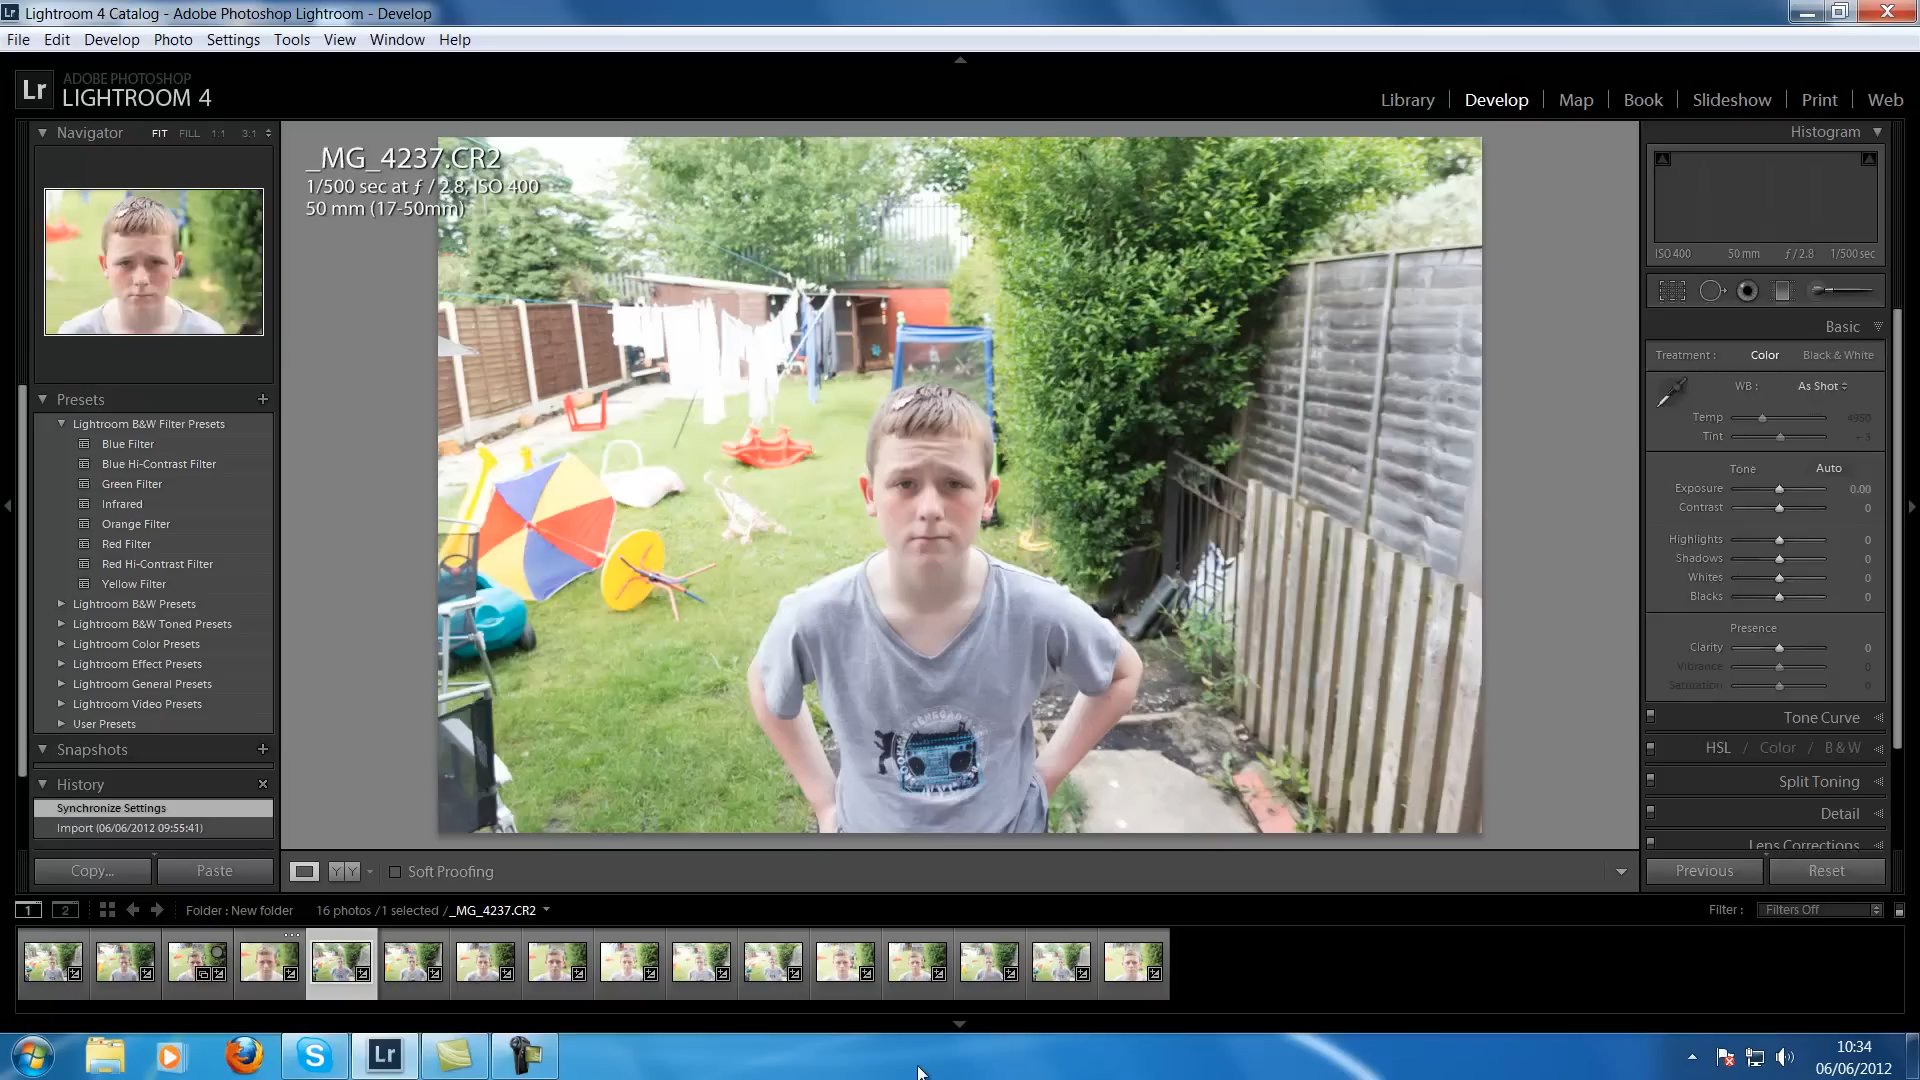 Lightroom 4 Catalog - Adobe Photoshop Lightroom - Develop
File Edit Develop Photo Settings Tools View Window Help
Lr ADOBE PHOTOSHOP
LIGHTROOM 4
Library | Develop | Map | Book | Slideshow | Print | Web
Navigator FIT FILL 1:1 3:1
_MG_4237.CR2
1/500 sec at ƒ / 2.8, ISO 400
50 mm (17-50mm)
Presets +
Lightroom B&W Filter Presets
Blue Filter
Blue Hi-Contrast Filter
Green Filter
Infrared
Orange Filter
Red Filter
Red Hi-Contrast Filter
Yellow Filter
Lightroom B&W Presets
Lightroom B&W Toned Presets
Lightroom Color Presets
Lightroom Effect Presets
Lightroom General Presets
Lightroom Video Presets
User Presets
Snapshots +
History ×
Synchronize Settings
Import (06/06/2012 09:55:41)
Copy... Paste
Histogram
ISO 400 50 mm ƒ / 2.8 1/500 sec
Basic
Treatment : Color Black & White
WB : As Shot
Temp 4950
Tint - 3
Tone Auto
Exposure 0.00
Contrast 0
Highlights 0
Shadows 0
Whites 0
Blacks 0
Presence
Clarity 0
Vibrance 0
Saturation 0
Tone Curve
HSL / Color / B & W
Split Toning
Detail
Lens Corrections
Previous Reset
YY Soft Proofing
1 2 Folder : New folder 16 photos / 1 selected / _MG_4237.CR2
Filter : Filters Off
S Lr
10:34
06/06/2012